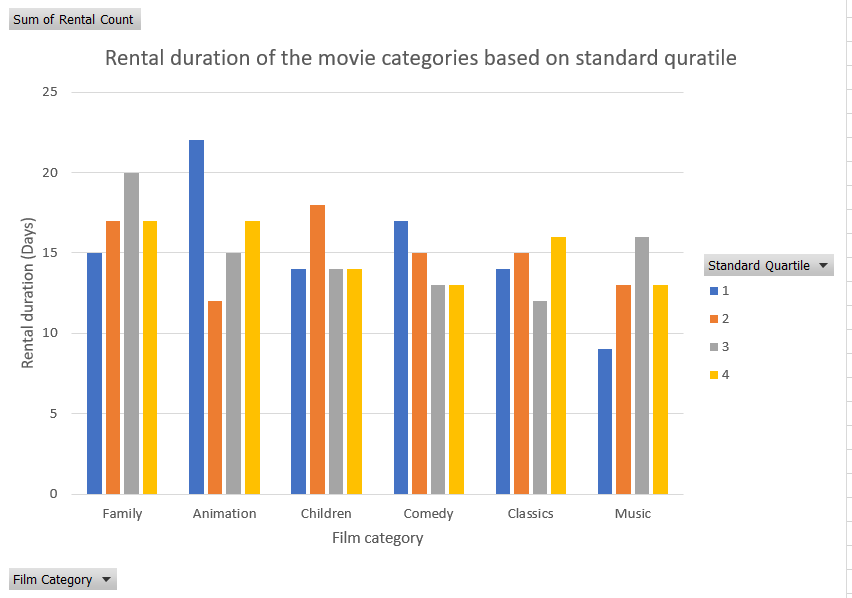 Sum of Rental Count
Rental duration of the movie categories based on standard quratile
25
20
15
10
5
0
Rental duration (Days)
Family
Animation
Children
Comedy
Classics
Music
Film category
Standard Quartile
1
2
3
4
Film Category